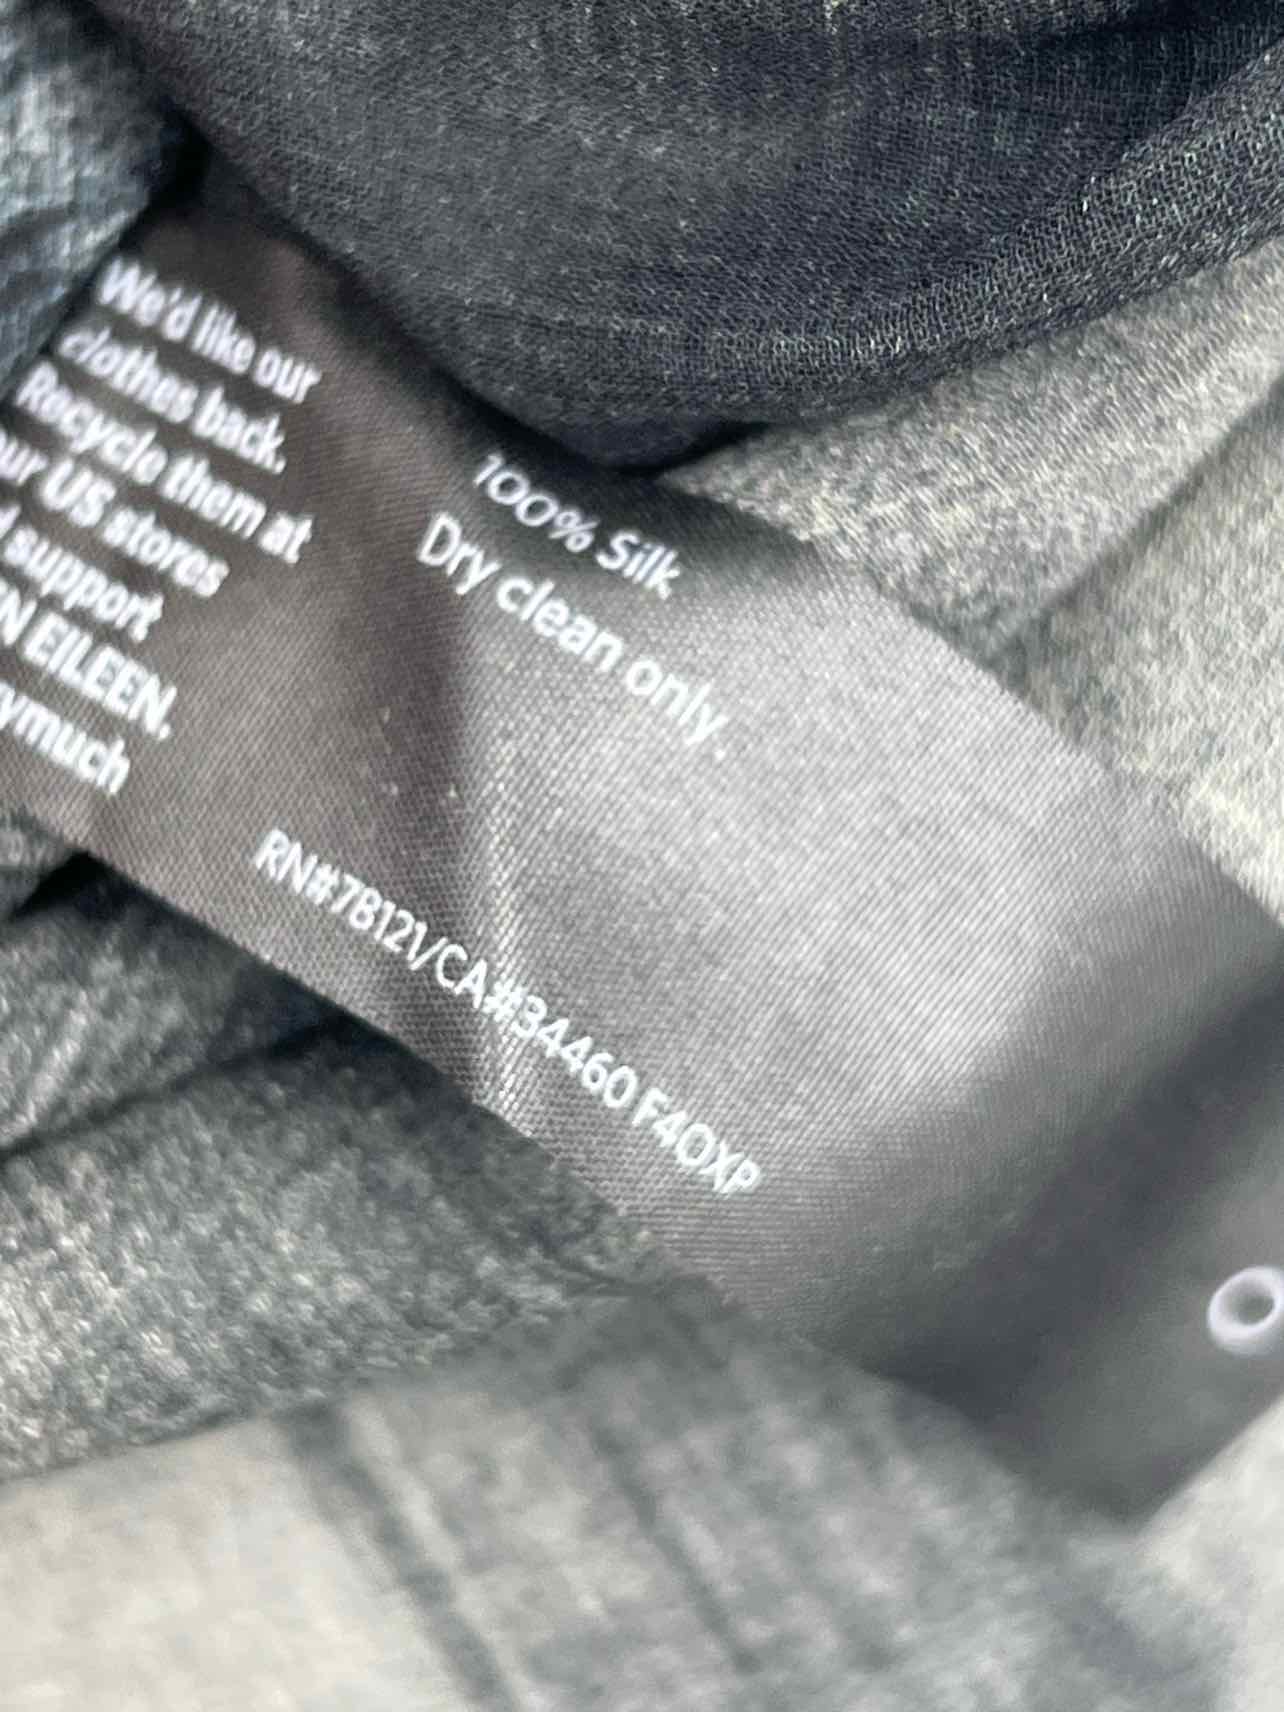 We'd like our
clothes back.
Recycle them at
our US stores
support
EILEEN.
100% Silk
Dry clean only.
RN#78121/CA#34460 F4OXP